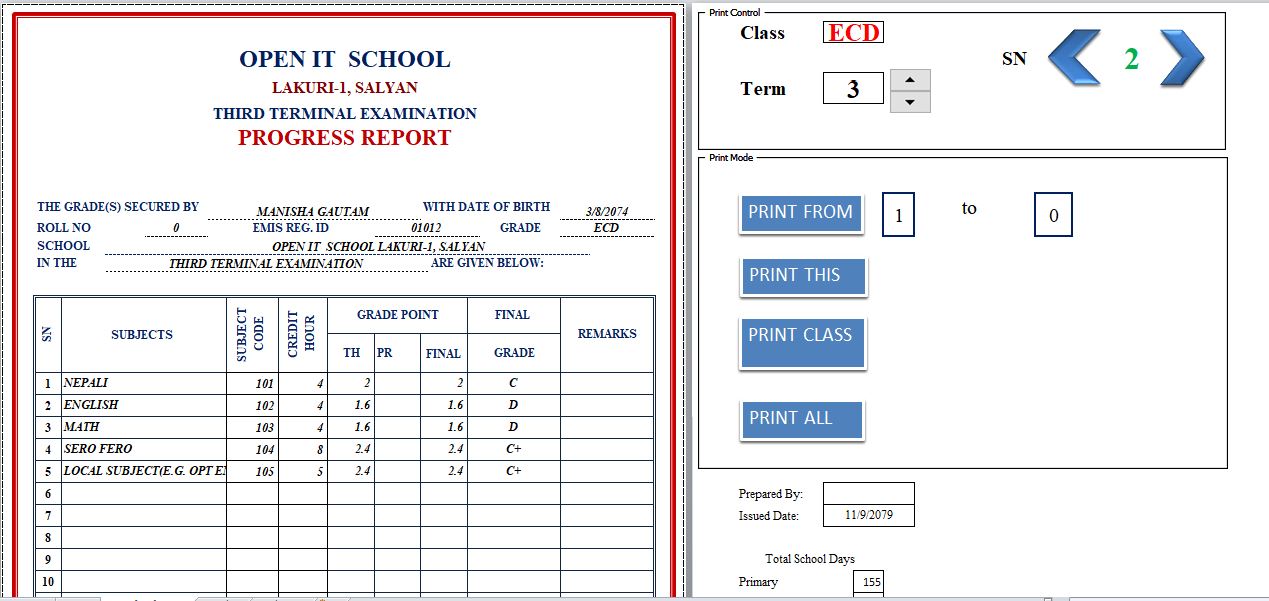 OPEN IT SCHOOL
LAKURI-1, SALYAN
THIRD TERMINAL EXAMINATION
PROGRESS REPORT
THE GRADE(S) SECURED BY MANISHA GAUTAM WITH DATE OF BIRTH 3/8/2074
ROLL NO 0 EMIS REG. ID 01012 GRADE ECD
SCHOOL OPEN IT SCHOOL LAKURI-1, SALYAN
IN THE THIRD TERMINAL EXAMINATION ARE GIVEN BELOW:
SN SUBJECTS SUBJECT CODE CREDIT HOUR GRADE POINT FINAL REMARKS
TH PR FINAL GRADE
1 NEPALI 101 4 2 2 C
2 ENGLISH 102 4 1.6 1.6 D
3 MATH 103 4 1.6 1.6 D
4 SERO FERO 104 8 2.4 2.4 C+
5 LOCAL SUBJECT(E.G. OPT EN 105 5 2.4 2.4 C+
6
7
8
9
10
Print Control
Class ECD
SN 2
Term 3
Print Mode
PRINT FROM 1 to 0
PRINT THIS
PRINT CLASS
PRINT ALL
Prepared By:
Issued Date: 11/9/2079
Total School Days
Primary 155